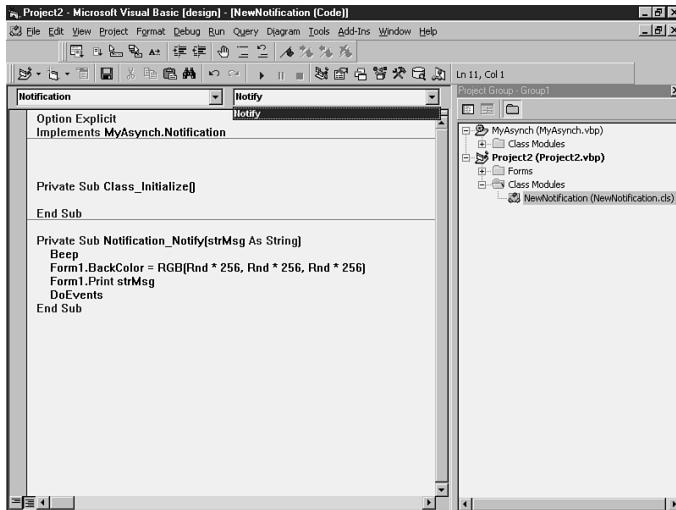 Project2 - Microsoft Visual Basic [design] - [NewNotification (Code)]
File Edit View Project Format Debug Run Query Diagram Tools Add-Ins Window Help
Ln 11, Col 1
Notification
Notify
Notify
Option Explicit
Implements MyAsynch.Notification
Private Sub Class_Initialize()
End Sub
Private Sub Notification_Notify(strMsg As String)
Beep
Form1.BackColor = RGB(Rnd * 256, Rnd * 256, Rnd * 256)
Form1.Print strMsg
DoEvents
End Sub
Project Group - Group1
MyAsynch (MyAsynch.vbp)
Class Modules
Project2 (Project2.vbp)
Forms
Class Modules
NewNotification (NewNotification.cls)